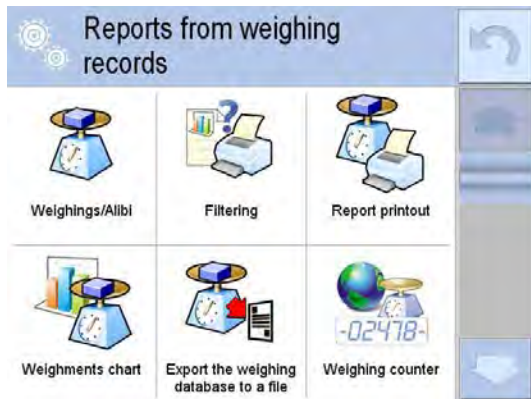 Reports from weighing
records
Weighings/Alibi
Filtering
Report printout
-02478-
Weighments chart
Export the weighing
database to a file
Weighing counter